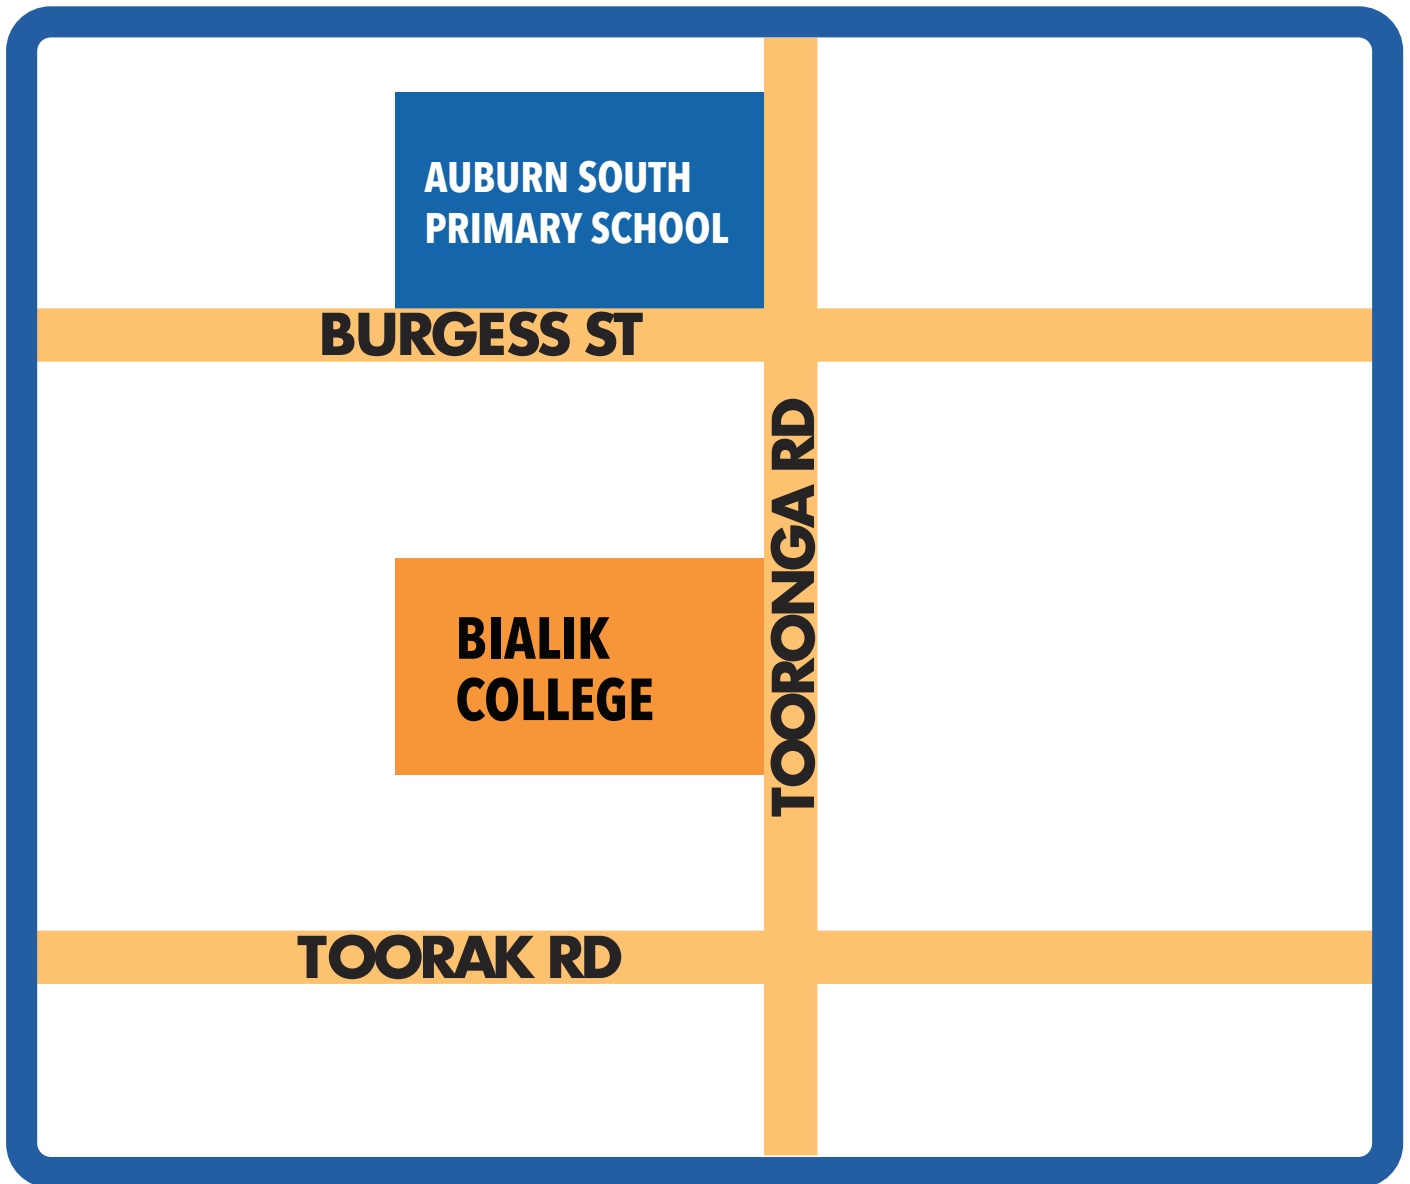 AUBURN SOUTH
PRIMARY SCHOOL
BURGESS ST
TOORONGA RD
BIALIK
COLLEGE
TOORAK RD